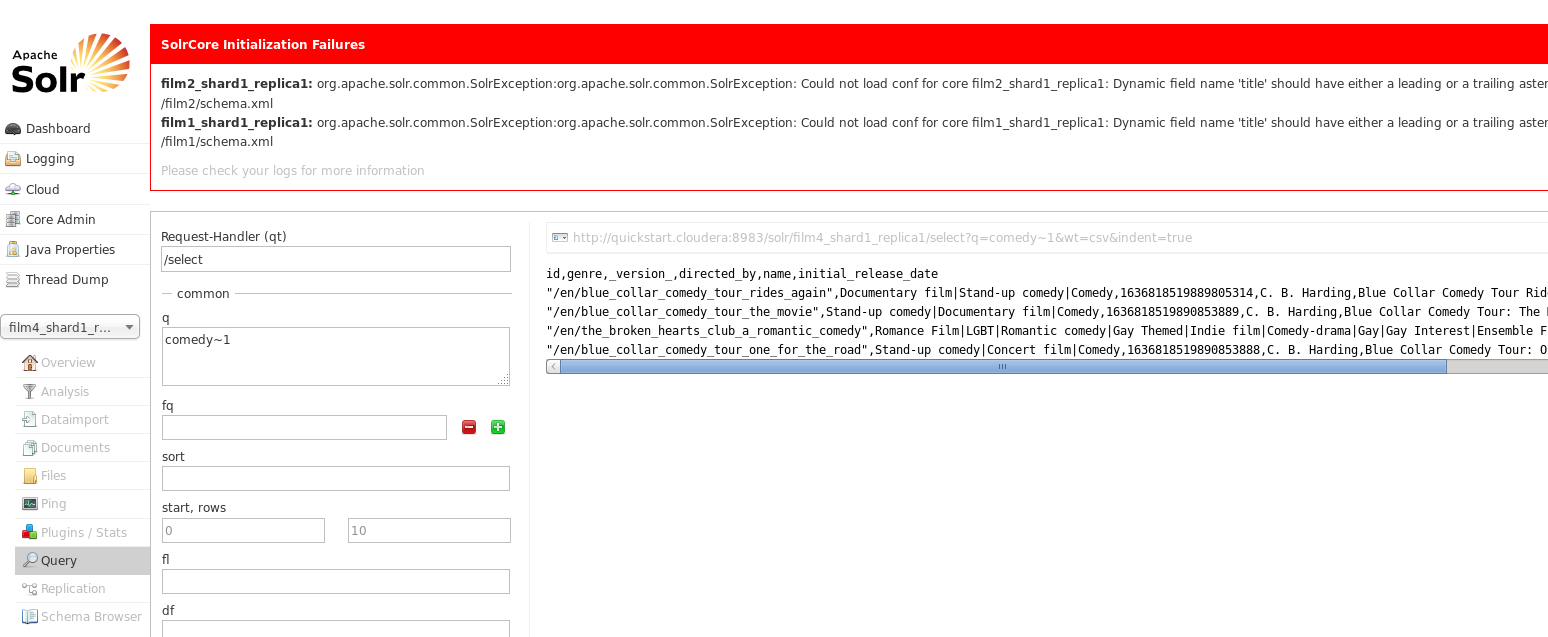 Apache
Solr
Dashboard
Logging
Cloud
Core Admin
Java Properties
Thread Dump
film4_shard1_r...
Overview
Analysis
Dataimport
Documents
Files
Ping
Plugins / Stats
Query
Replication
Schema Browser
SolrCore Initialization Failures
film2_shard1_replica1: org.apache.solr.common.SolrException:org.apache.solr.common.SolrException: Could not load conf for core film2_shard1_replica1: Dynamic field name 'title' should have either a leading or a trailing aster
/film2/schema.xml
film1_shard1_replica1: org.apache.solr.common.SolrException:org.apache.solr.common.SolrException: Could not load conf for core film1_shard1_replica1: Dynamic field name 'title' should have either a leading or a trailing aster
/film1/schema.xml
Please check your logs for more information
Request-Handler (qt)
/select
common
q
comedy~1
fq
sort
start, rows
0 10
fl
df
http://quickstart.cloudera:8983/solr/film4_shard1_replica1/select?q=comedy~1&wt=csv&indent=true
id,genre,_version_,directed_by,name,initial_release_date
"/en/blue_collar_comedy_tour_rides_again",Documentary film|Stand-up comedy|Comedy,1636818519889805314,C. B. Harding,Blue Collar Comedy Tour Rid
"/en/blue_collar_comedy_tour_the_movie",Stand-up comedy|Documentary film|Comedy,1636818519890853889,C. B. Harding,Blue Collar Comedy Tour: The
"/en/the_broken_hearts_club_a_romantic_comedy",Romance Film|LGBT|Romantic comedy|Gay Themed|Indie film|Comedy-drama|Gay|Gay Interest|Ensemble F
"/en/blue_collar_comedy_tour_one_for_the_road",Stand-up comedy|Concert film|Comedy,1636818519890853888,C. B. Harding,Blue Collar Comedy Tour: O